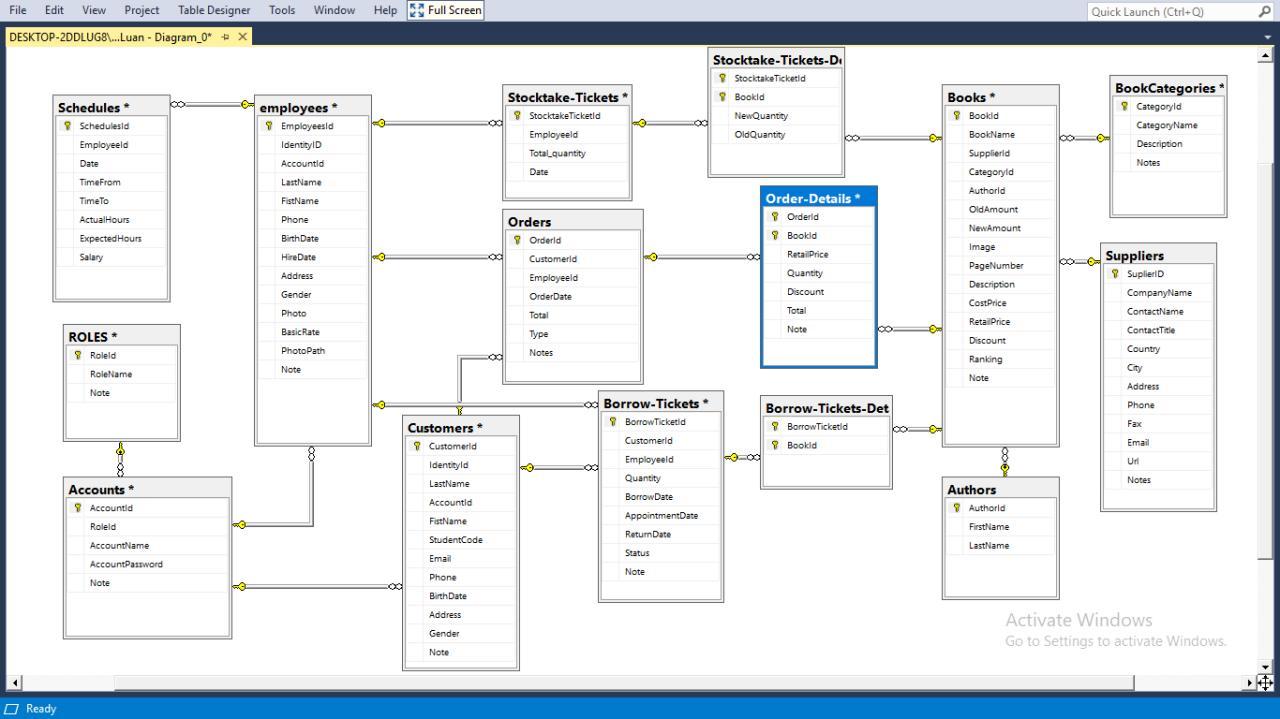 File Edit View Project Table Designer Tools Window Help Full Screen
Quick Launch (Ctrl+Q)
DESKTOP-2DDLUG8\...Luan - Diagram_0*
Schedules *
SchedulesId
EmployeeId
Date
TimeFrom
TimeTo
ActualHours
ExpectedHours
Salary
employees *
EmployeesId
IdentityID
AccountId
LastName
FistName
Phone
BirthDate
HireDate
Address
Gender
Photo
BasicRate
PhotoPath
Note
Stocktake-Tickets *
StocktakeTicketId
EmployeeId
Total_quantity
Date
Stocktake-Tickets-De
StocktakeTicketId
BookId
NewQuantity
OldQuantity
Books *
BookId
BookName
SupplierId
CategoryId
AuthorId
OldAmount
NewAmount
Image
PageNumber
Description
CostPrice
RetailPrice
Discount
Ranking
Note
BookCategories *
CategoryId
CategoryName
Description
Notes
Orders
OrderId
CustomerId
EmployeeId
OrderDate
Total
Type
Notes
Order-Details *
OrderId
BookId
RetailPrice
Quantity
Discount
Total
Note
Suppliers
SuplierID
CompanyName
ContactName
ContactTitle
Country
City
Address
Phone
Fax
Email
Url
Notes
ROLES *
RoleId
RoleName
Note
Accounts *
AccountId
RoleId
AccountName
AccountPassword
Note
Customers *
CustomerId
IdentityId
LastName
AccountId
FistName
StudentCode
Email
Phone
BirthDate
Address
Gender
Note
Borrow-Tickets *
BorrowTicketId
CustomerId
EmployeeId
Quantity
BorrowDate
AppointmentDate
ReturnDate
Status
Note
Borrow-Tickets-Det
BorrowTicketId
BookId
Authors
AuthorId
FirstName
LastName
Activate Windows
Go to Settings to activate Windows.
Ready